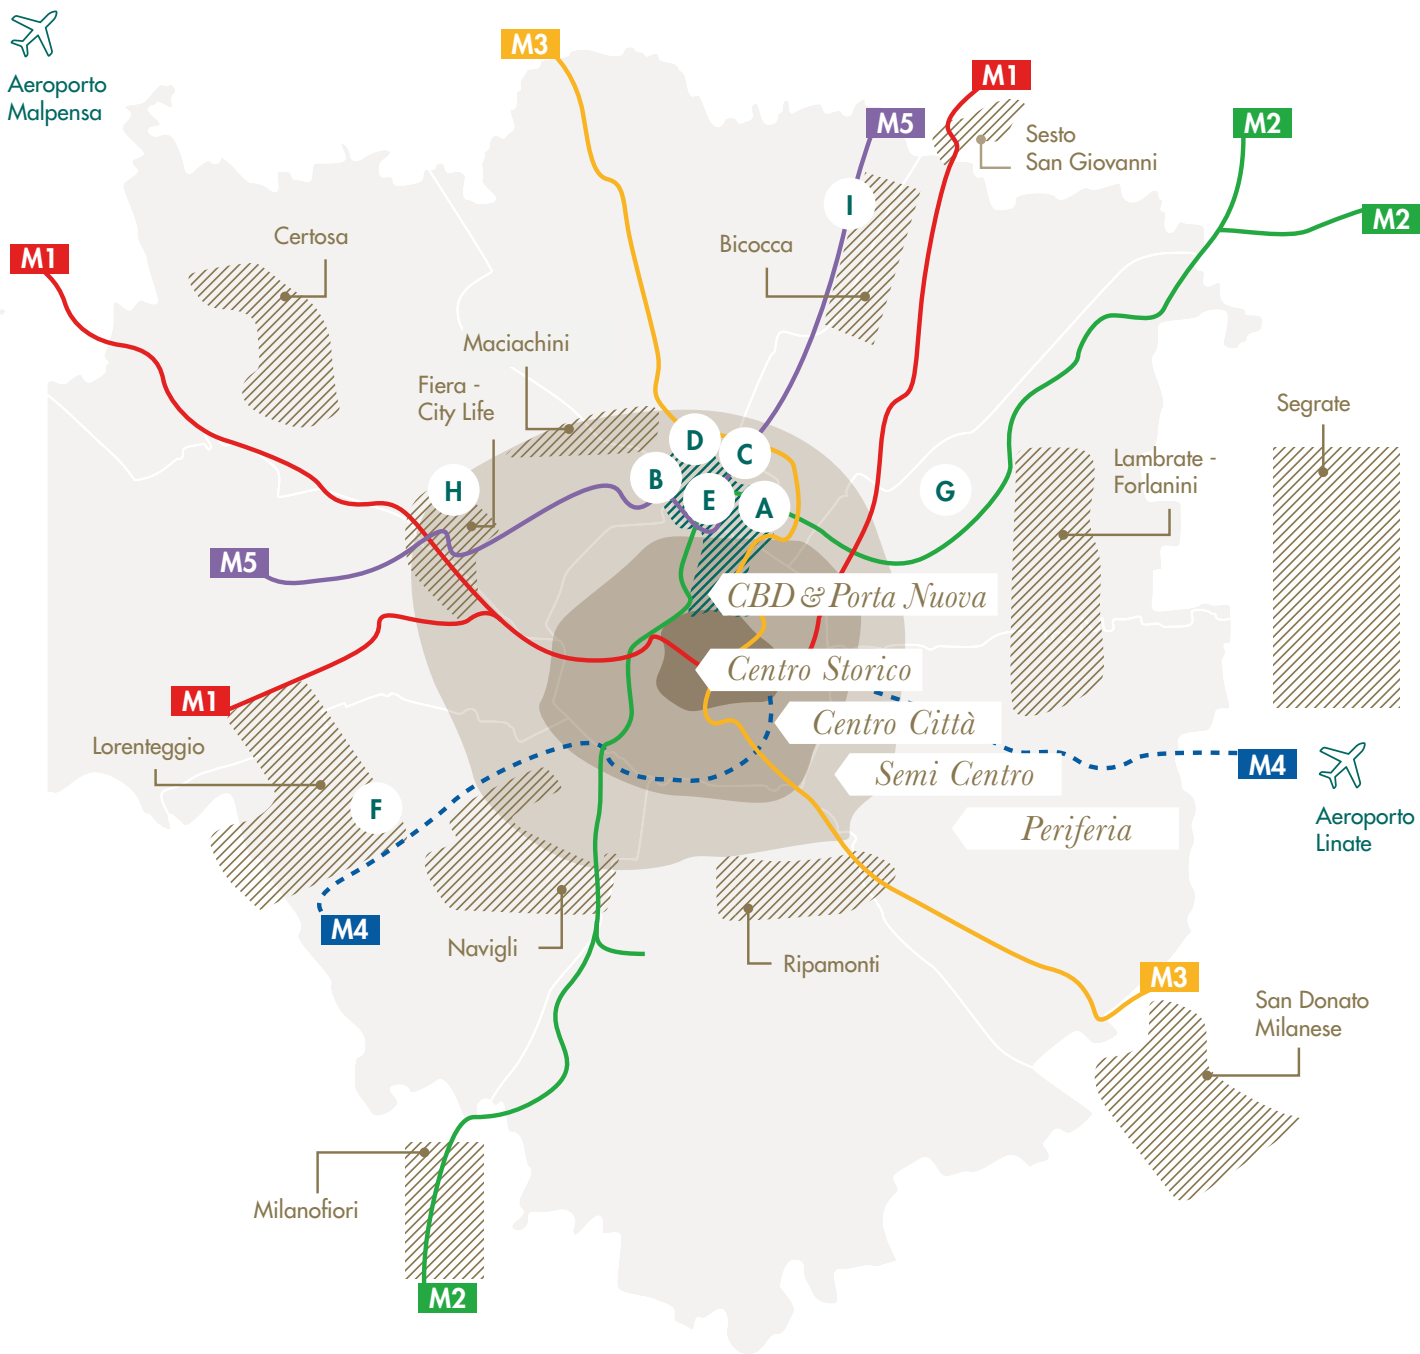 M3
Aeroporto
Malpensa
M1
M5
M2
Sesto
San Giovanni
I
M2
Certosa
Bicocca
M1
Maciachini
Fiera -
City Life
Segrate
D
C
Lambrate -
Forlanini
B
H
G
E
A
M5
CBD & Porta Nuova
Centro Storico
M1
Centro Città
Lorenteggio
M4
Semi Centro
F
Aeroporto
Linate
Periferia
M4
Navigli
Ripamonti
M3
San Donato
Milanese
Milanofiori
M2